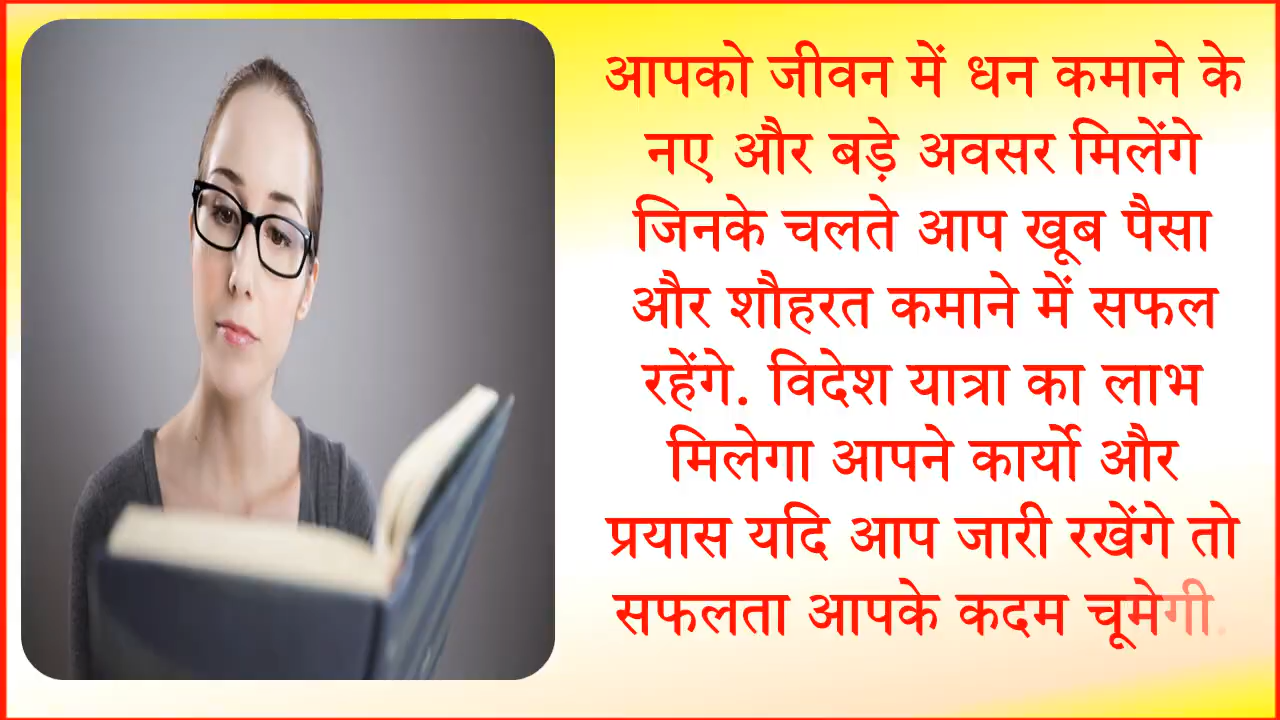 आपको जीवन में धन कमाने के
नए और बड़े अवसर मिलेंगे
जिनके चलते आप खूब पैसा
और शौहरत कमाने में सफल
रहेंगे. विदेश यात्रा का लाभ
मिलेगा आपने कार्यो और
प्रयास यदि आप जारी रखेंगे तो
सफलता आपके कदम चूमेगी.